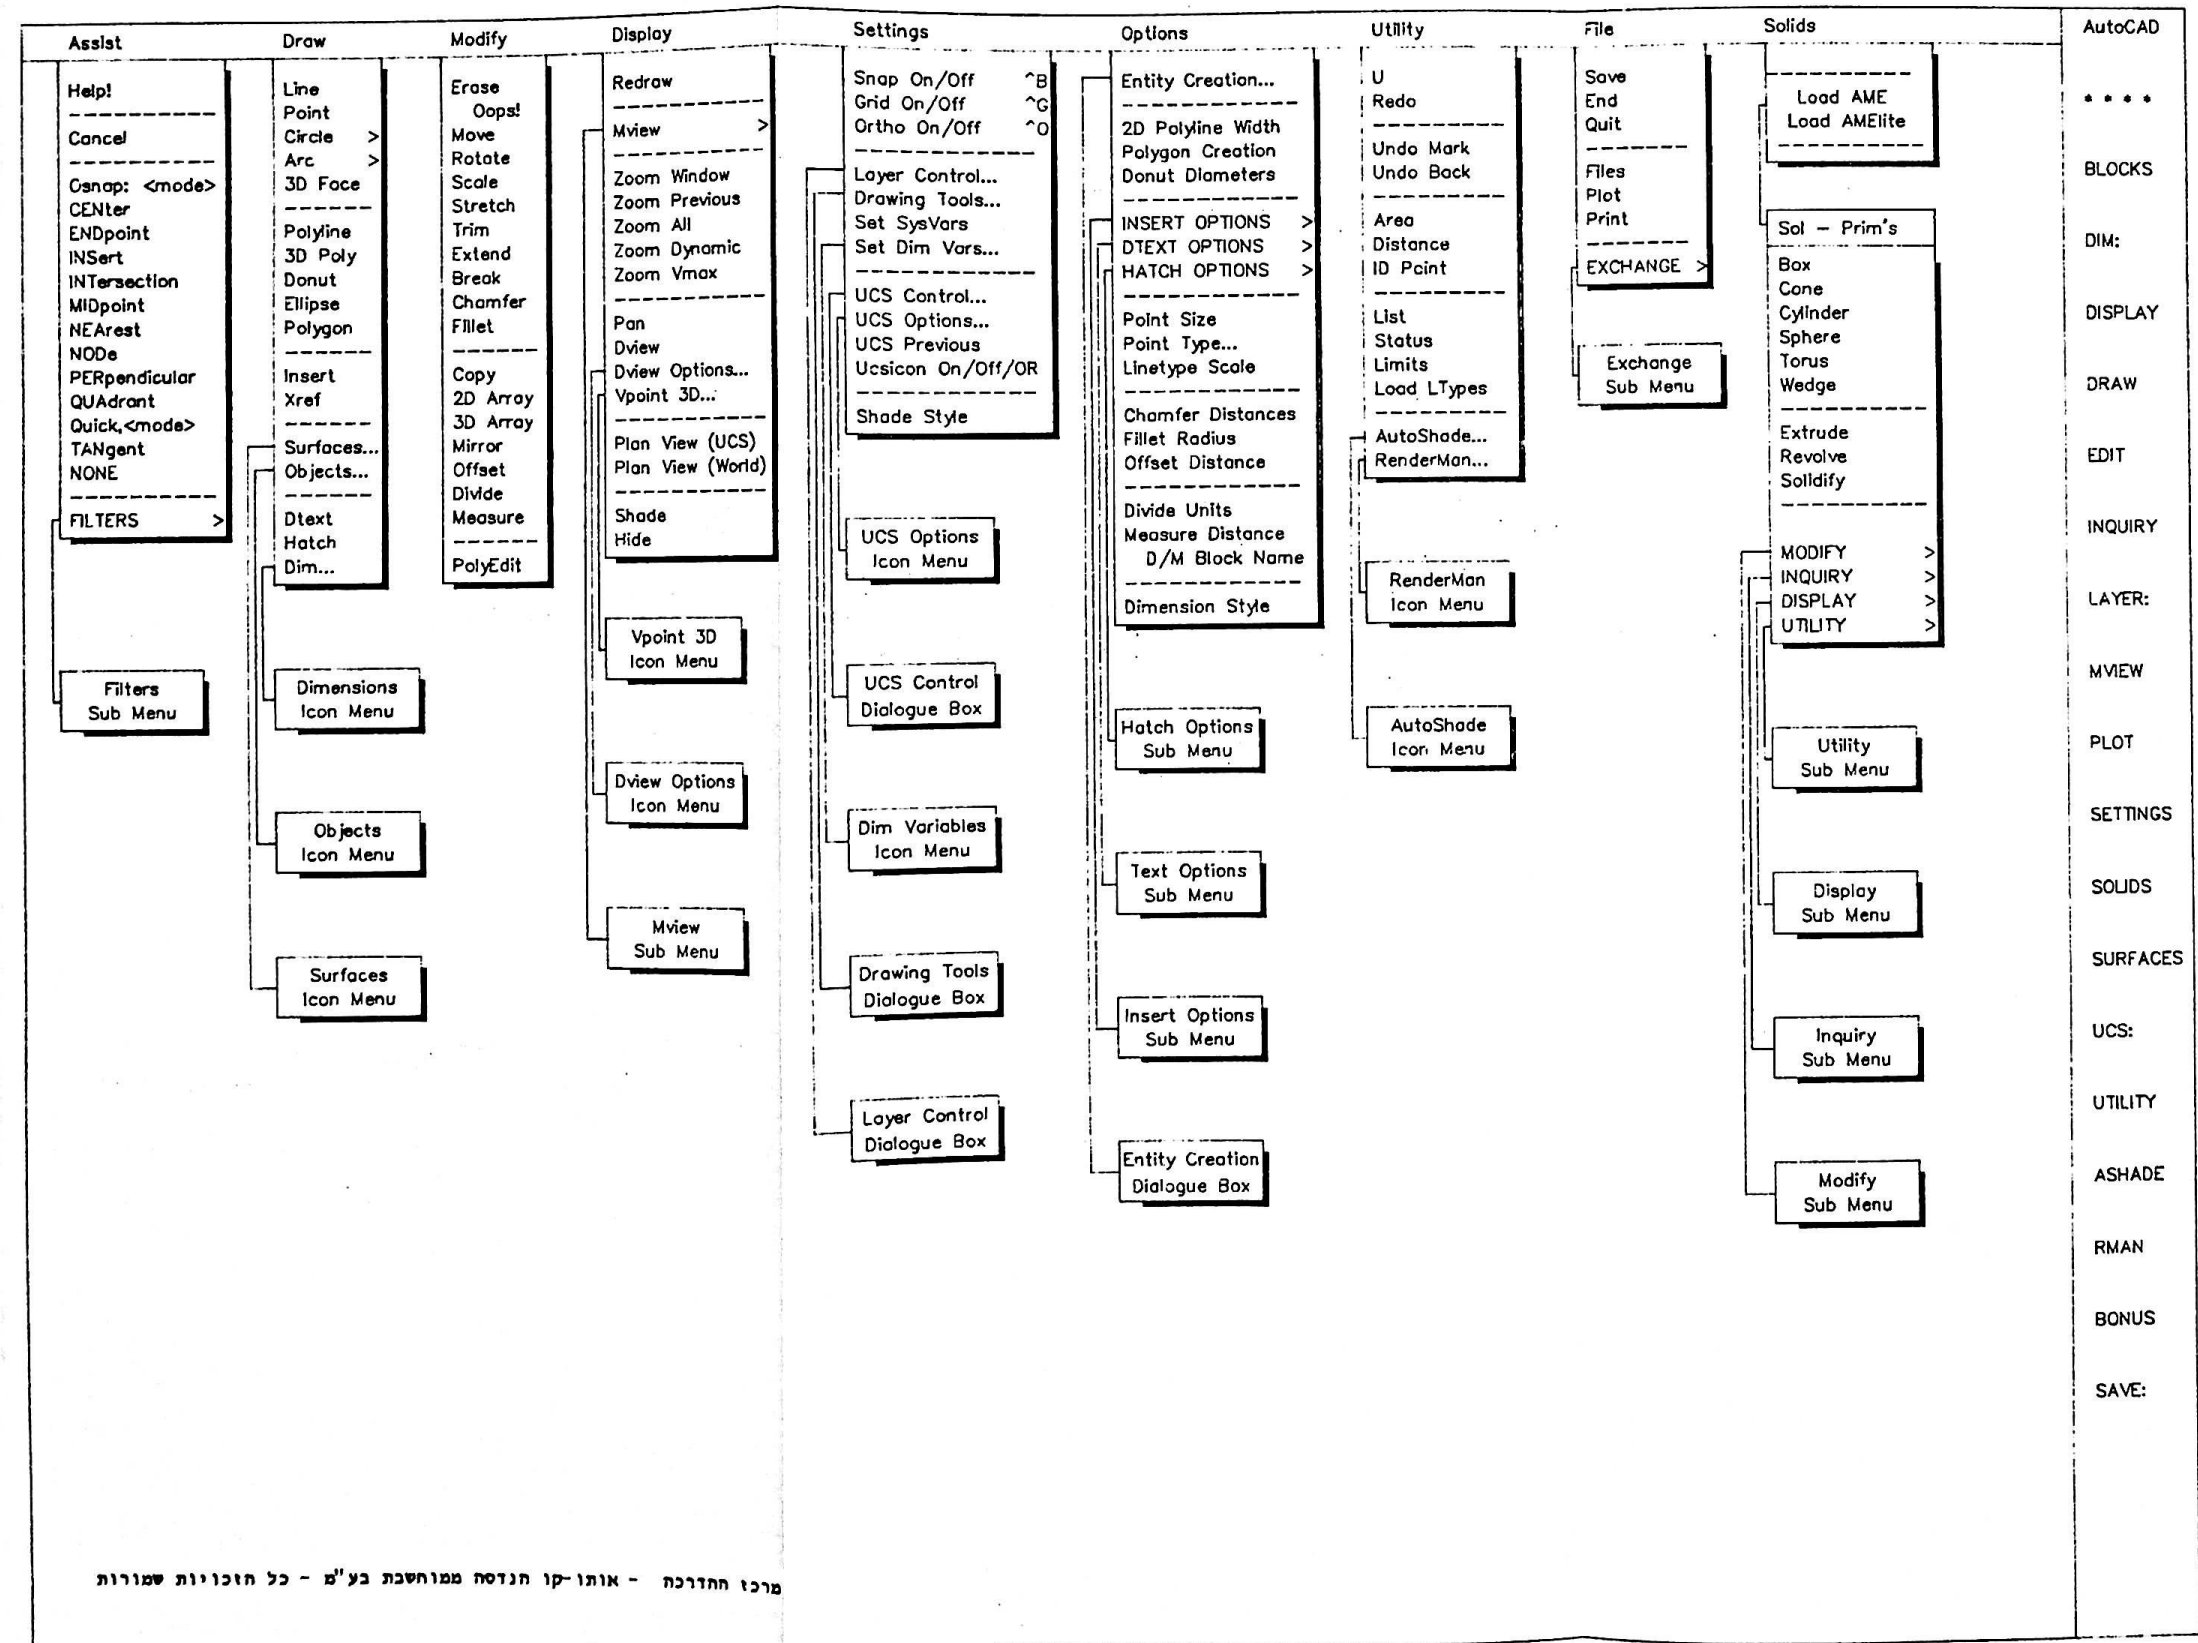 Assist
Help!
Cancel
Osnap: <mode>
CENter
ENDpoint
INSert
INTersection
MIDpoint
NEArest
NODe
PERpendicular
QUAdrant
Quick,<mode>
TANgent
NONE
FILTERS >
Filters
Sub Menu
Draw
Line
Point
Circle >
Arc >
3D Face
Polyline
3D Poly
Donut
Ellipse
Polygon
Insert
Xref
Surfaces...
Objects...
Dtext
Hatch
Dim...
Dimensions
Icon Menu
Objects
Icon Menu
Surfaces
Icon Menu
Modify
Erase
Oops!
Move
Rotate
Scale
Stretch
Trim
Extend
Break
Chamfer
Fillet
Copy
2D Array
3D Array
Mirror
Offset
Divide
Measure
PolyEdit
Display
Redraw
Mview >
Zoom Window
Zoom Previous
Zoom All
Zoom Dynamic
Zoom Vmax
Pan
Dview
Dview Options...
Vpoint 3D...
Plan View (UCS)
Plan View (World)
Shade
Hide
Vpoint 3D
Icon Menu
Dview Options
Icon Menu
Mview
Sub Menu
Settings
Snap On/Off ^B
Grid On/Off ^G
Ortho On/Off ^O
Layer Control...
Drawing Tools...
Set SysVars
Set Dim Vars...
UCS Control...
UCS Options...
UCS Previous
Ucsicon On/Off/OR
Shade Style
UCS Options
Icon Menu
UCS Control
Dialogue Box
Dim Variables
Icon Menu
Drawing Tools
Dialogue Box
Layer Control
Dialogue Box
Options
Entity Creation...
2D Polyline Width
Polygon Creation
Donut Diameters
INSERT OPTIONS >
DTEXT OPTIONS >
HATCH OPTIONS >
Point Size
Point Type...
Linetype Scale
Chamfer Distances
Fillet Radius
Offset Distance
Divide Units
Measure Distance
D/M Block Name
Dimension Style
Hatch Options
Sub Menu
Text Options
Sub Menu
Insert Options
Sub Menu
Entity Creation
Dialogue Box
Utility
U
Redo
Undo Mark
Undo Back
Area
Distance
ID Point
List
Status
Limits
Load LTypes
AutoShade...
RenderMan...
RenderMan
Icon Menu
AutoShade
Icon Menu
File
Save
End
Quit
Files
Plot
Print
EXCHANGE >
Exchange
Sub Menu
Solids
Load AME
Load AMElite
Sol - Prim's
Box
Cone
Cylinder
Sphere
Torus
Wedge
Extrude
Revolve
Solidify
MODIFY >
INQUIRY >
DISPLAY >
UTILITY >
Utility
Sub Menu
Display
Sub Menu
Inquiry
Sub Menu
Modify
Sub Menu
AutoCAD
* * * *
BLOCKS
DIM:
DISPLAY
DRAW
EDIT
INQUIRY
LAYER:
MVIEW
PLOT
SETTINGS
SOLIDS
SURFACES
UCS:
UTILITY
ASHADE
RMAN
BONUS
SAVE:
מרכז ההדרכה - אוטו-קו הנדסה ממוחשבת בע"מ - כל הזכויות שמורות